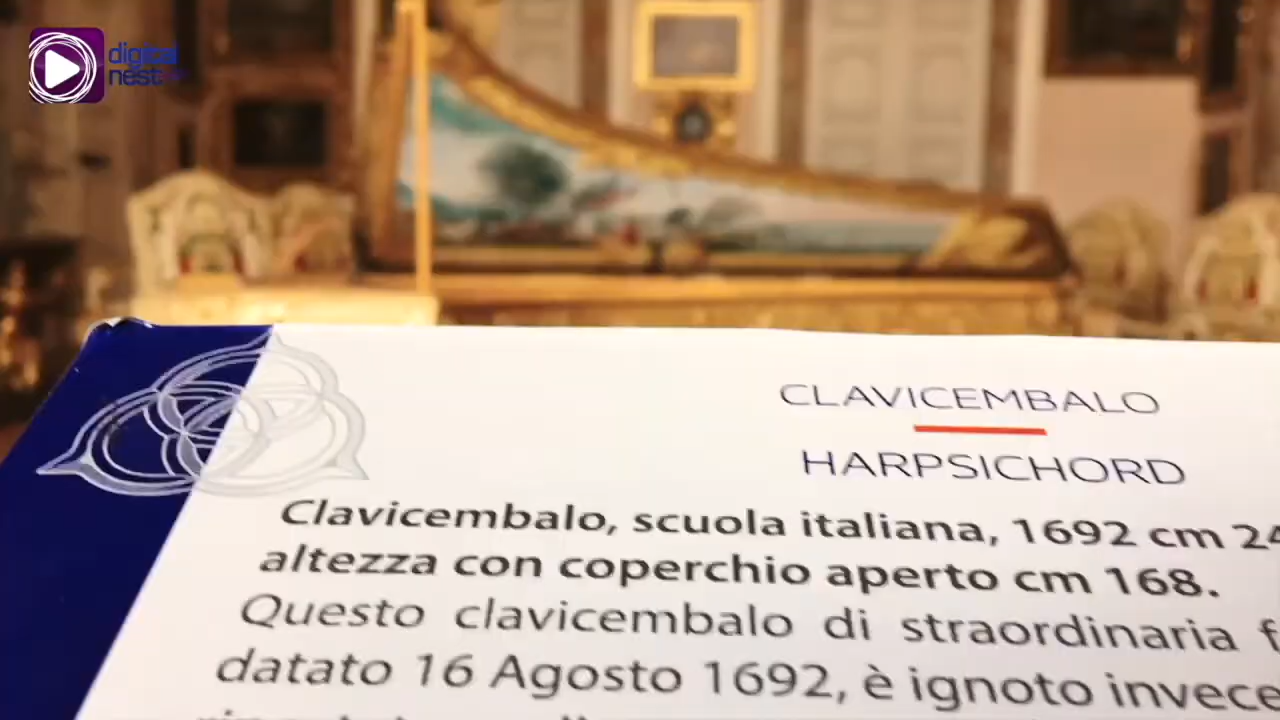 digital
nest
CLAVICEMBALO
HARPSICHORD
Clavicembalo, scuola italiana, 1692 cm
altezza con coperchio aperto cm 168.
Questo clavicembalo di straordinaria
datato 16 Agosto 1692, è ignoto invece